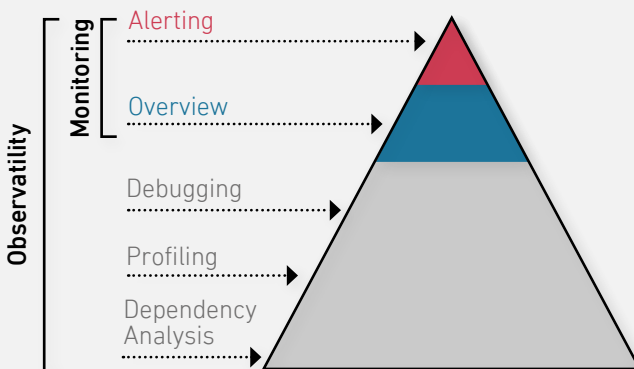 Alerting
Monitoring
Overview
Observatility
Debugging
Profiling
Dependency
Analysis